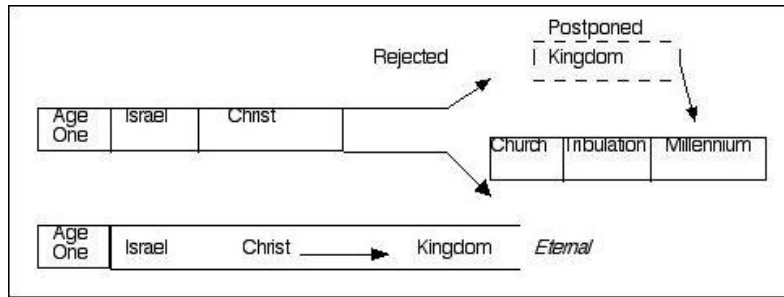 Postponed
Rejected Kingdom
Age One Israel Christ
Church Tribulation Millennium
Age One Israel Christ Kingdom Eternal